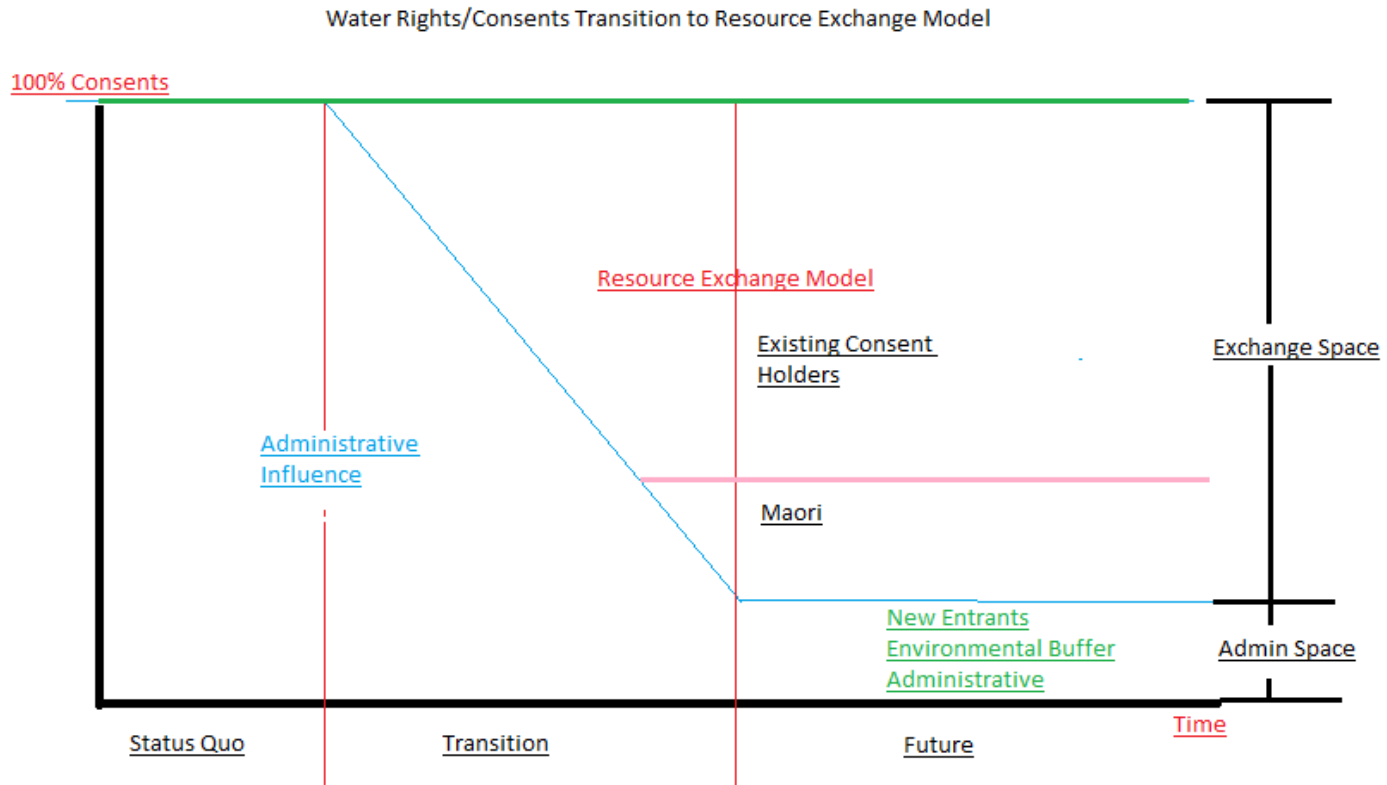 Water Rights/Consents Transition to Resource Exchange Model
100% Consents
Resource Exchange Model
Existing Consent
Holders
Exchange Space
Administrative
Influence
Maori
New Entrants
Environmental Buffer
Administrative
Admin Space
Time
Status Quo
Transition
Future